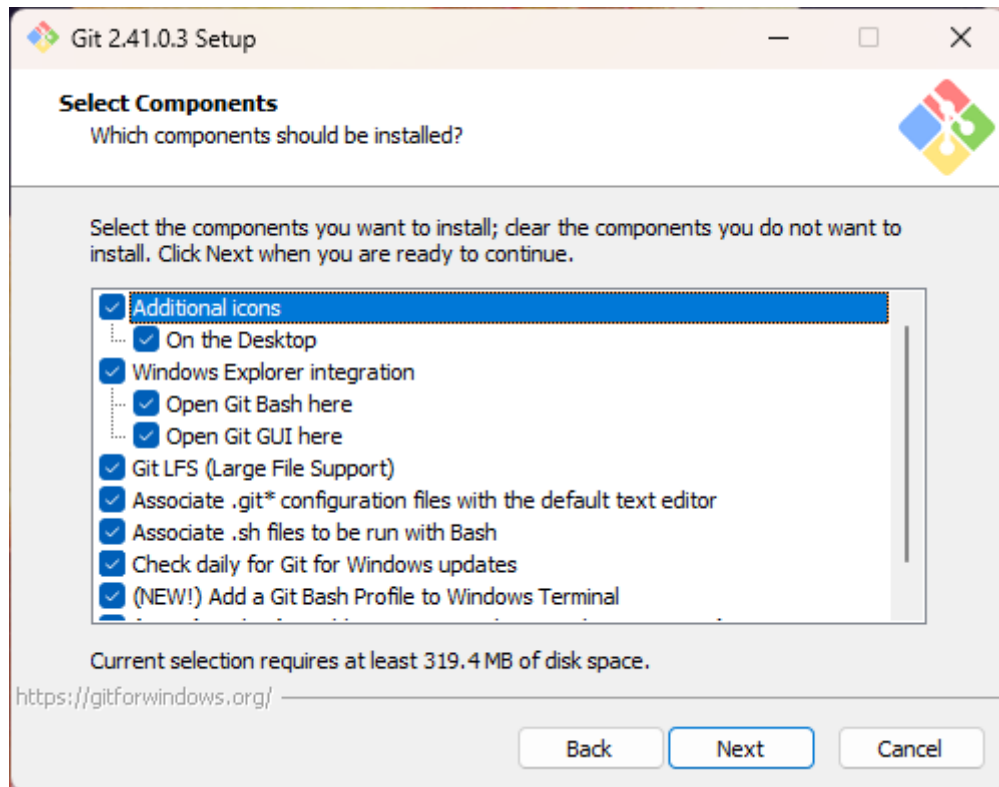 Git 2.41.0.3 Setup
Select Components
Which components should be installed?
Select the components you want to install; clear the components you do not want to
install. Click Next when you are ready to continue.
Additional icons
On the Desktop
Windows Explorer integration
Open Git Bash here
Open Git GUI here
Git LFS (Large File Support)
Associate .git* configuration files with the default text editor
Associate .sh files to be run with Bash
Check daily for Git for Windows updates
(NEW!) Add a Git Bash Profile to Windows Terminal
Current selection requires at least 319.4 MB of disk space.
https://gitforwindows.org/
Back
Next
Cancel